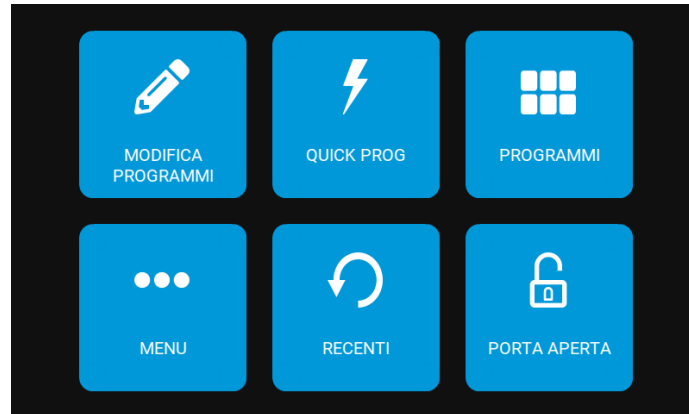 MODIFICA
PROGRAMMI
QUICK PROG
PROGRAMMI
MENU
RECENTI
PORTA APERTA